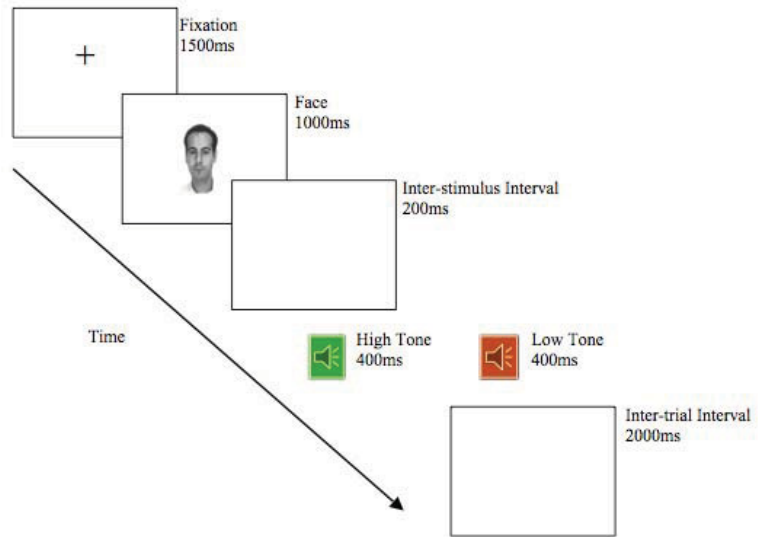 Fixation
1500ms
Face
1000ms
Inter-stimulus Interval
200ms
Time
High Tone
400ms
Low Tone
400ms
Inter-trial Interval
2000ms